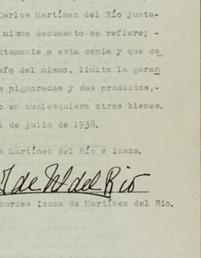 Carlos Martínez del Río junta-
mismo documento se refiere; -
ctamente a esta copia y que co
afo del mismo, limito la garan
s pignoradas y sus productos,-
o en cualesquiera otros bienes.
de julio de 1938.
s Martínez del Río e Icaza.
de M del Río
ourdes Icaza de Martínez del Río.